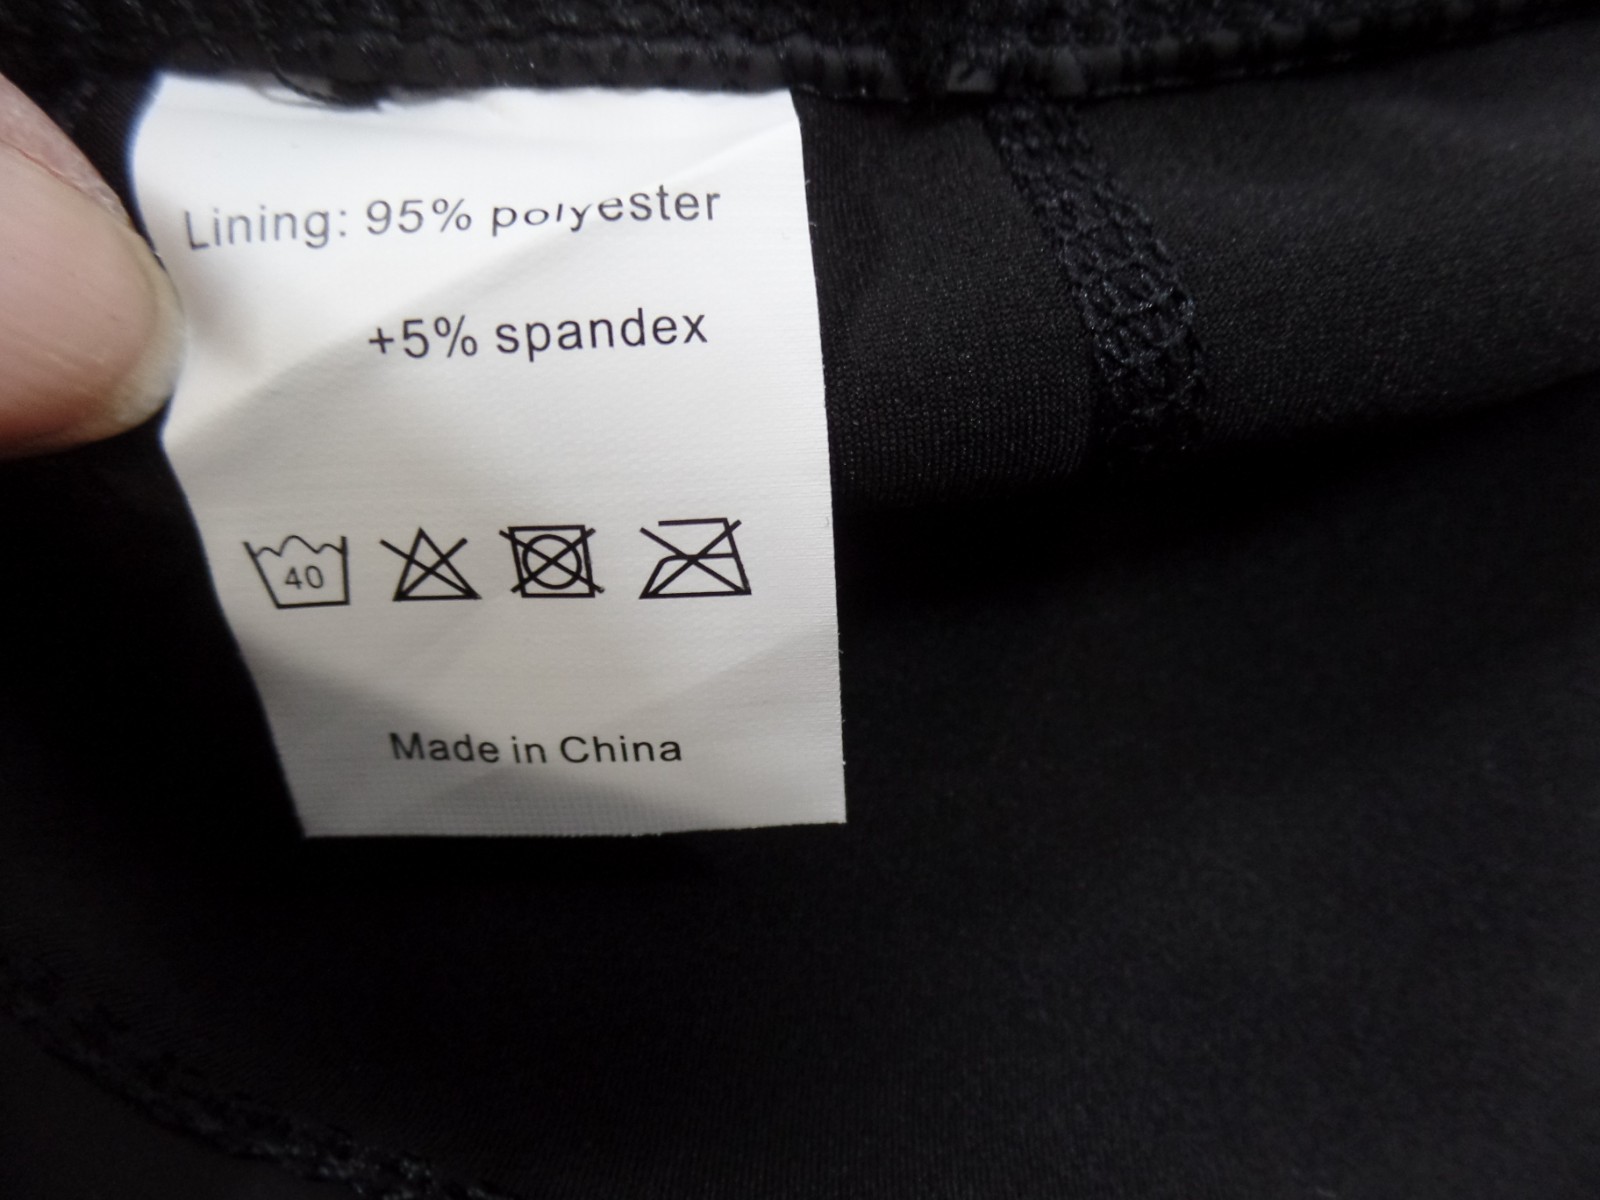 Lining: 95% polyester
+5% spandex
40
Made in China